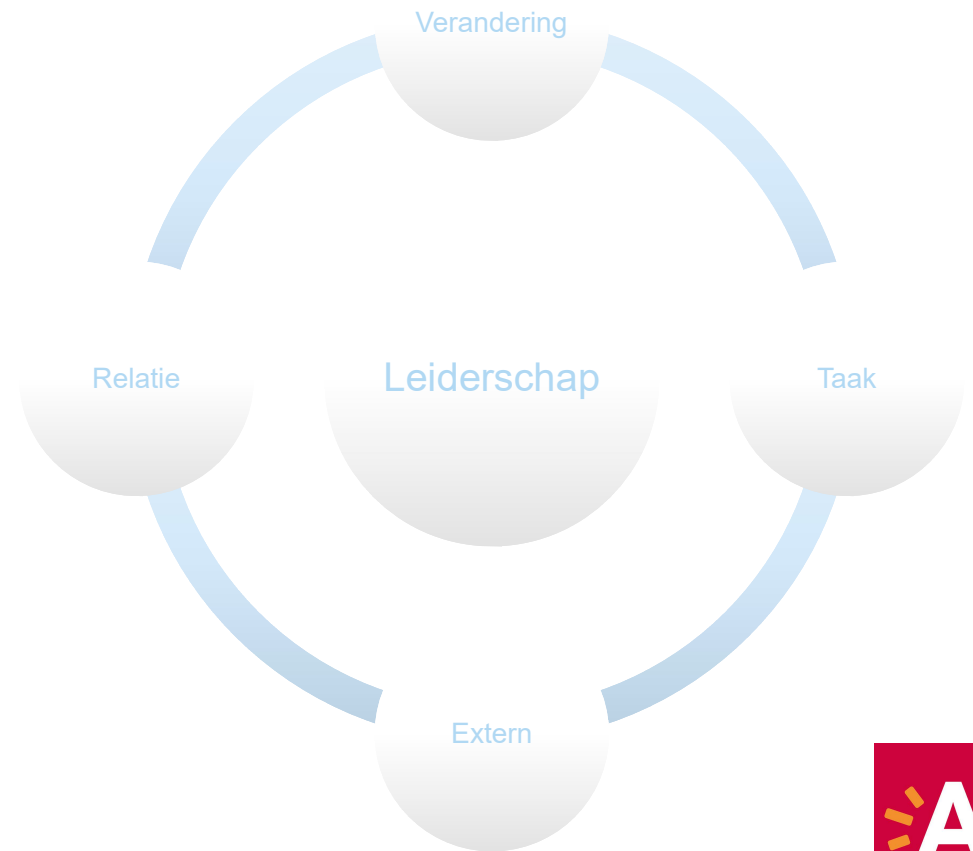 Verandering
Relatie
Leiderschap
Taak
Extern
A